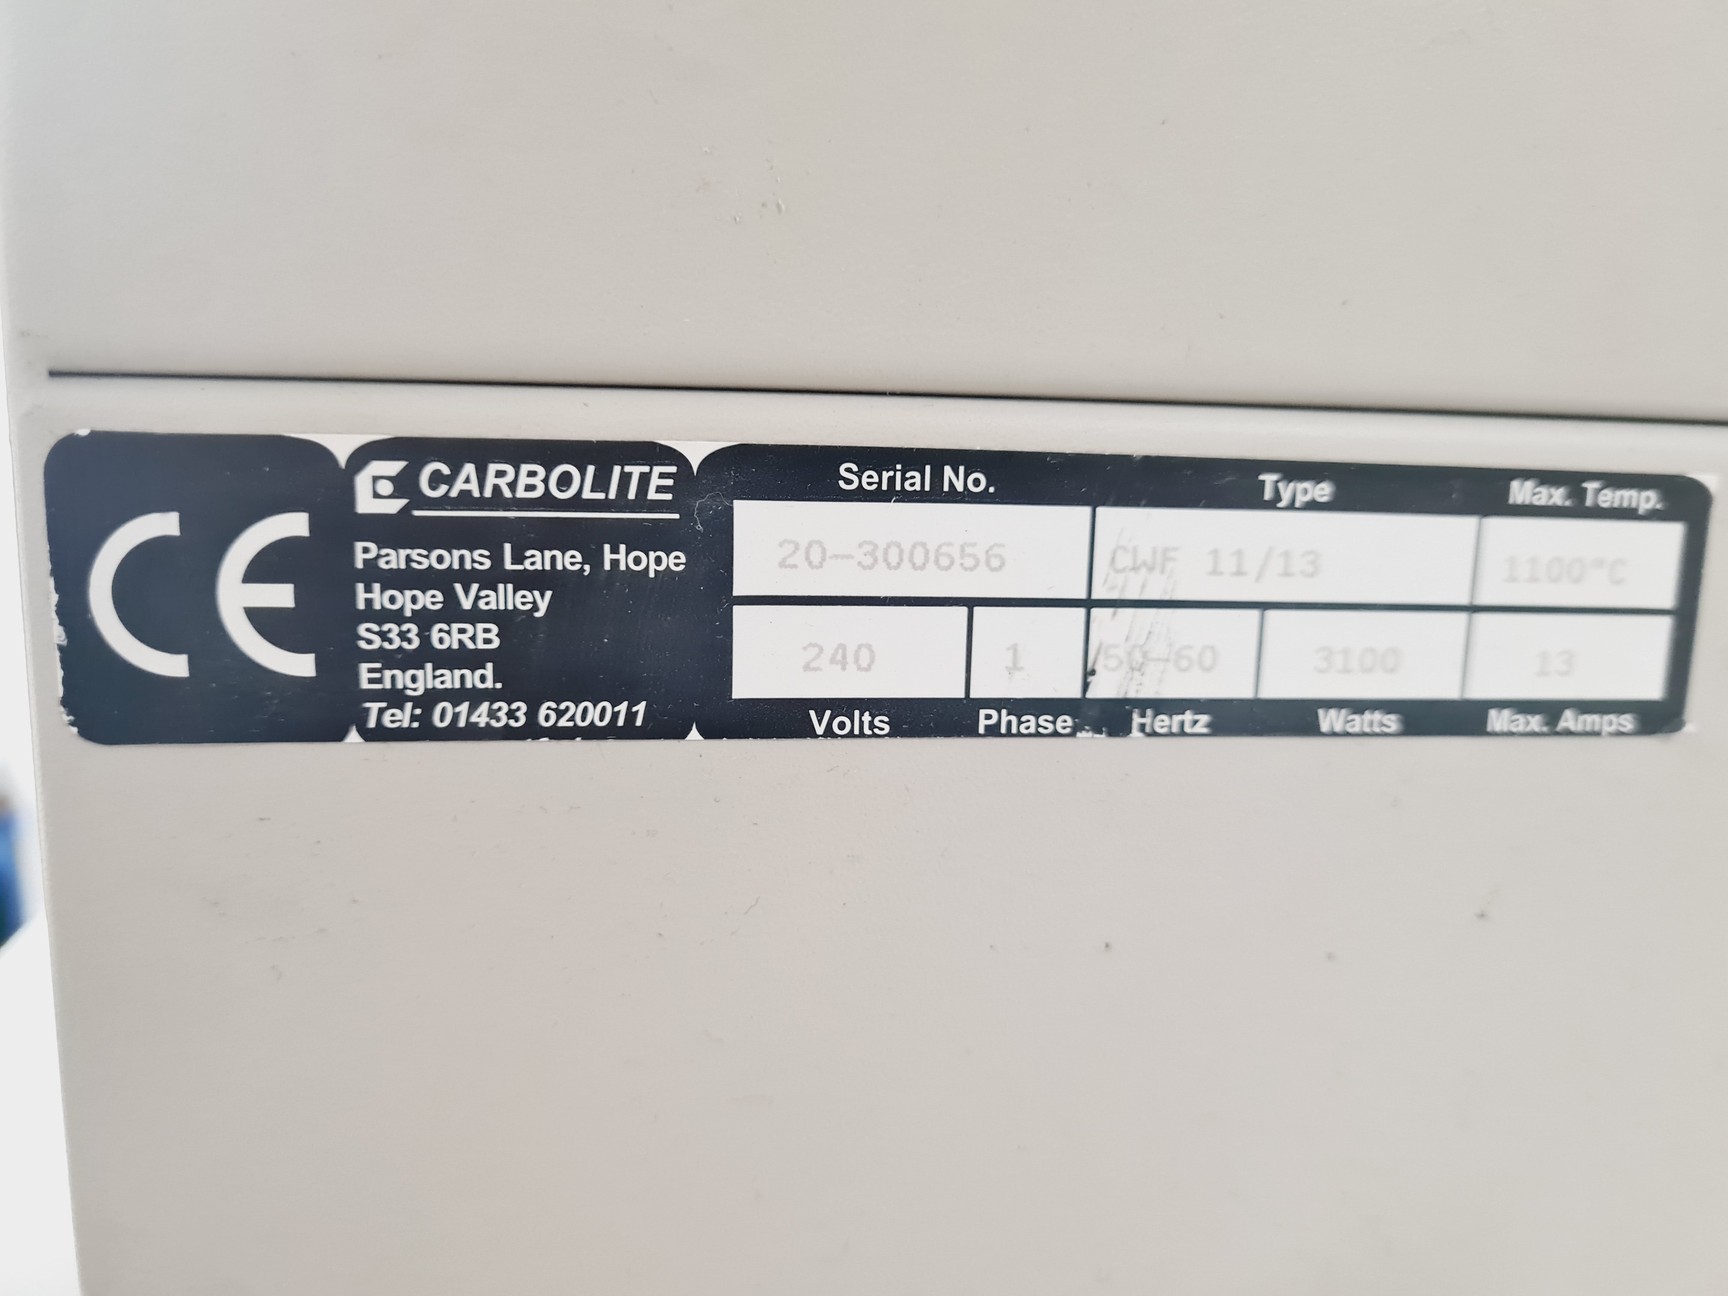 CE
CARBOLITE
Parsons Lane, Hope
Hope Valley
S33 6RB
England.
Tel: 01433 620011
Serial No. Type Max. Temp.
20-300656 CWF 11/13 1100°C
240 1 50-60 3100 13
Volts Phase Hertz Watts Max. Amps